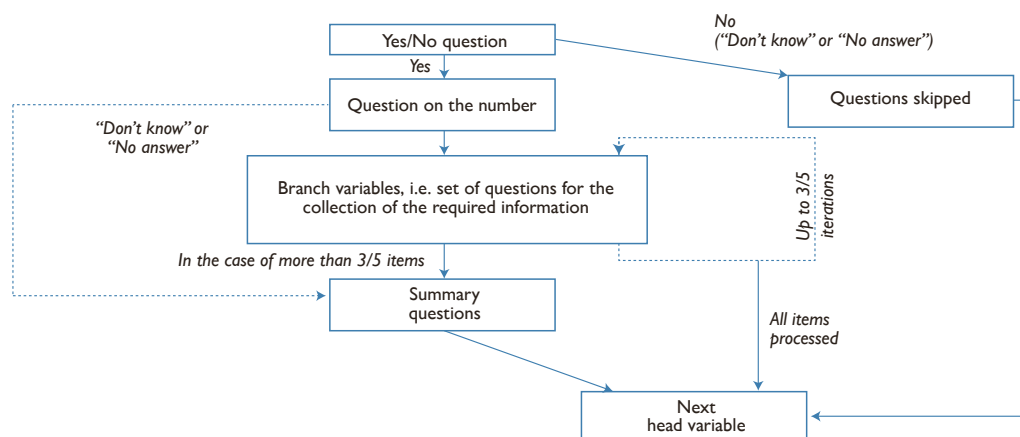 No
(“Don’t know” or “No answer”)
Yes/No question
Yes
Question on the number
Questions skipped
“Don’t know” or
“No answer”
Branch variables, i.e. set of questions for the
collection of the required information
Up to 3/5
iterations
In the case of more than 3/5 items
Summary
questions
All items
processed
Next
head variable